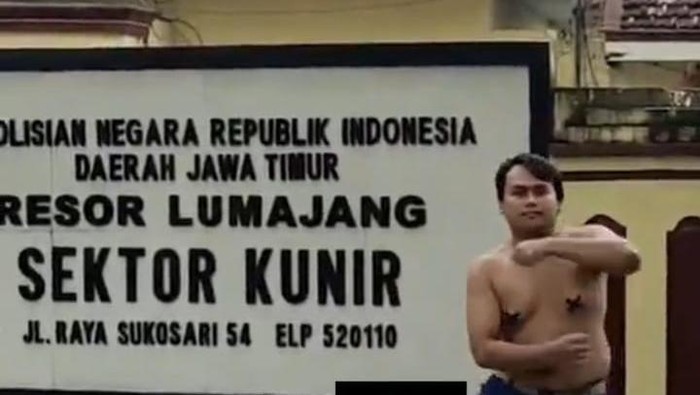 OLISIAN NEGARA REPUBLIK INDONESIA
DAERAH JAWA TIMUR
RESOR LUMAJANG
SEKTOR KUNIR
JL. RAYA SUKOSARI 54 ELP 520110